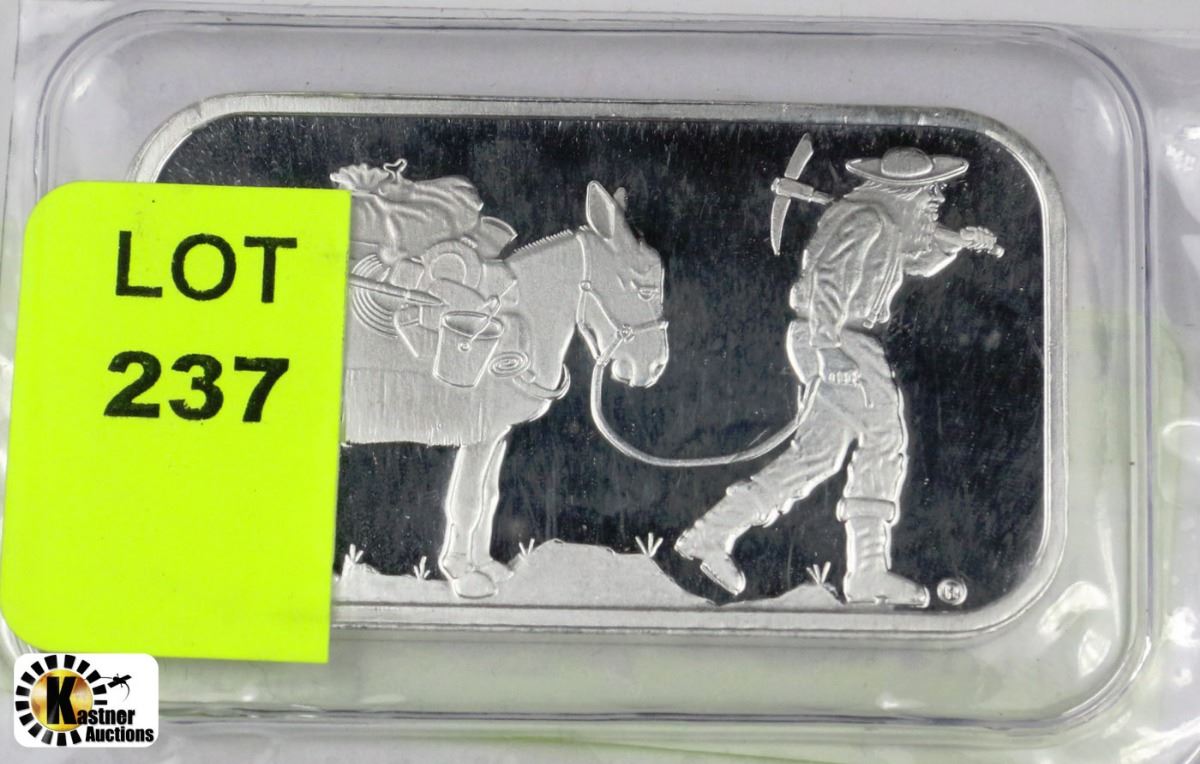 LOT
237
Kastner
Auctions